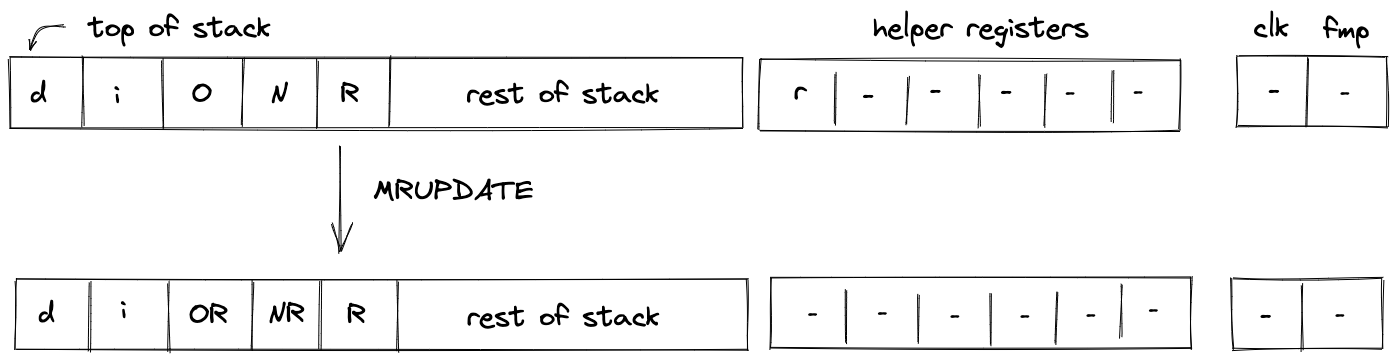 top of stack helper registers clk fmp
d i O N R rest of stack r - - - - - - -
MRUPDATE
d i OR NR R rest of stack - - - - - - - -